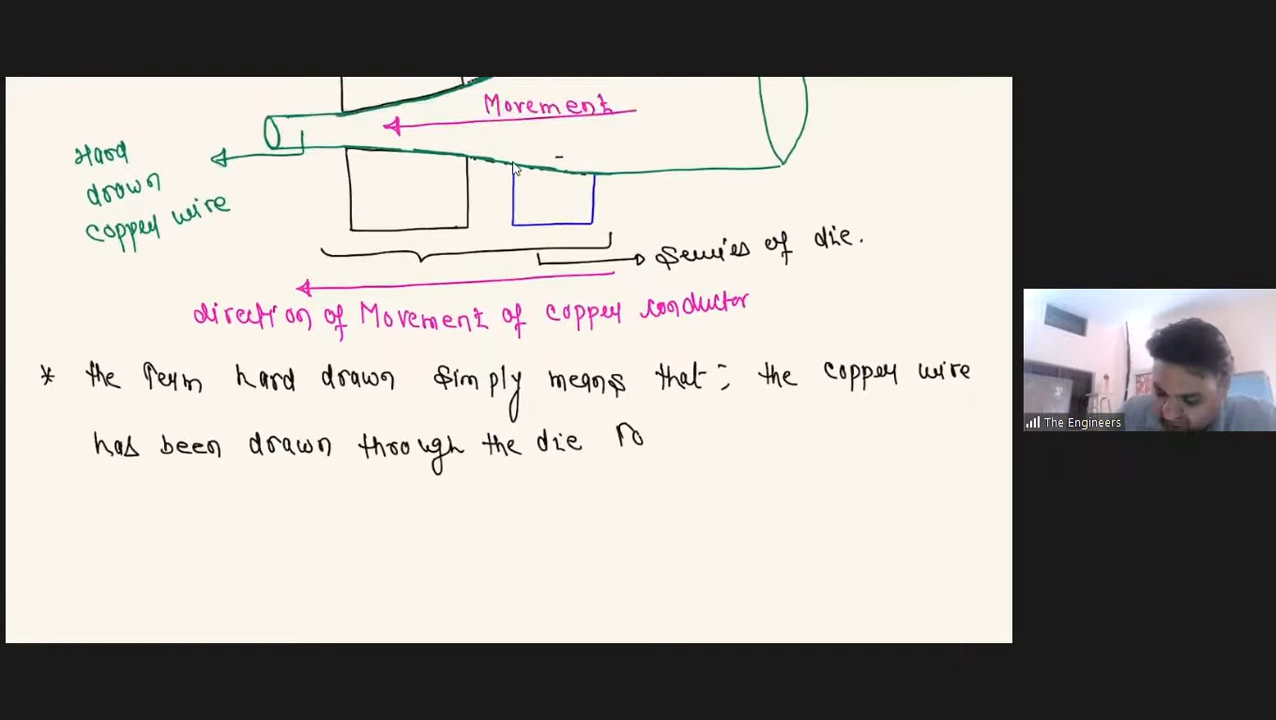 Movement
Hard
drawn
copper wire
Series of die.
direction of Movement of copper conductor
* the Term hard drawn simply means that :- the copper wire
has been drawn through the die To
The Engineers